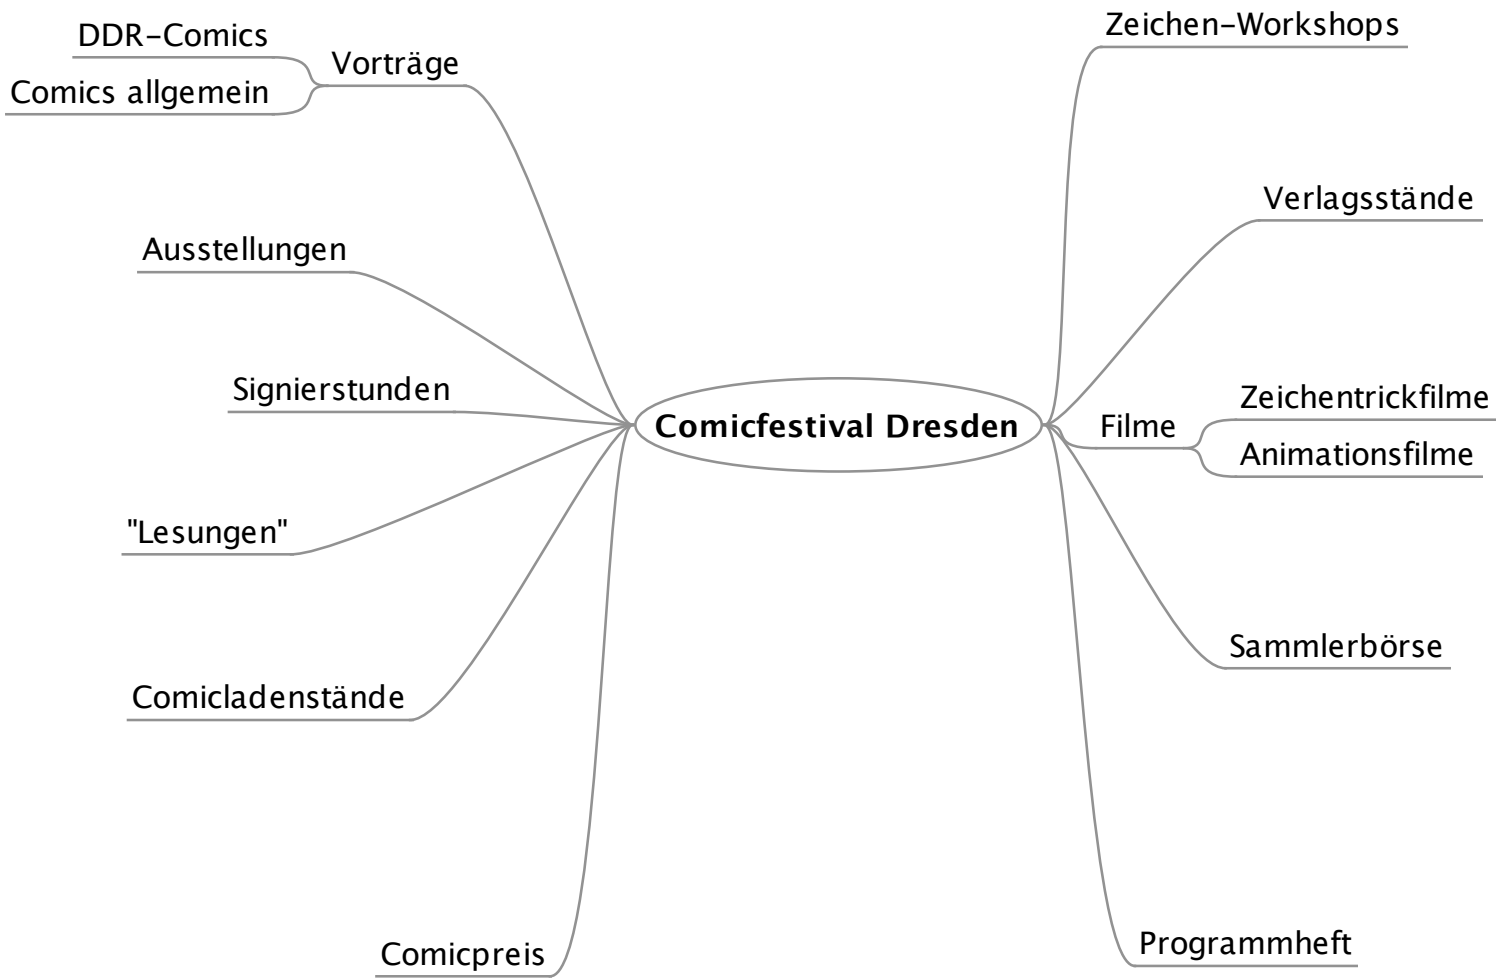 DDR-Comics
Comics allgemein
Vorträge
Ausstellungen
Signierstunden
"Lesungen"
Comicladenstände
Comicpreis
Comicfestival Dresden
Zeichen-Workshops
Verlagsstände
Filme
Zeichentrickfilme
Animationsfilme
Sammlerbörse
Programmheft